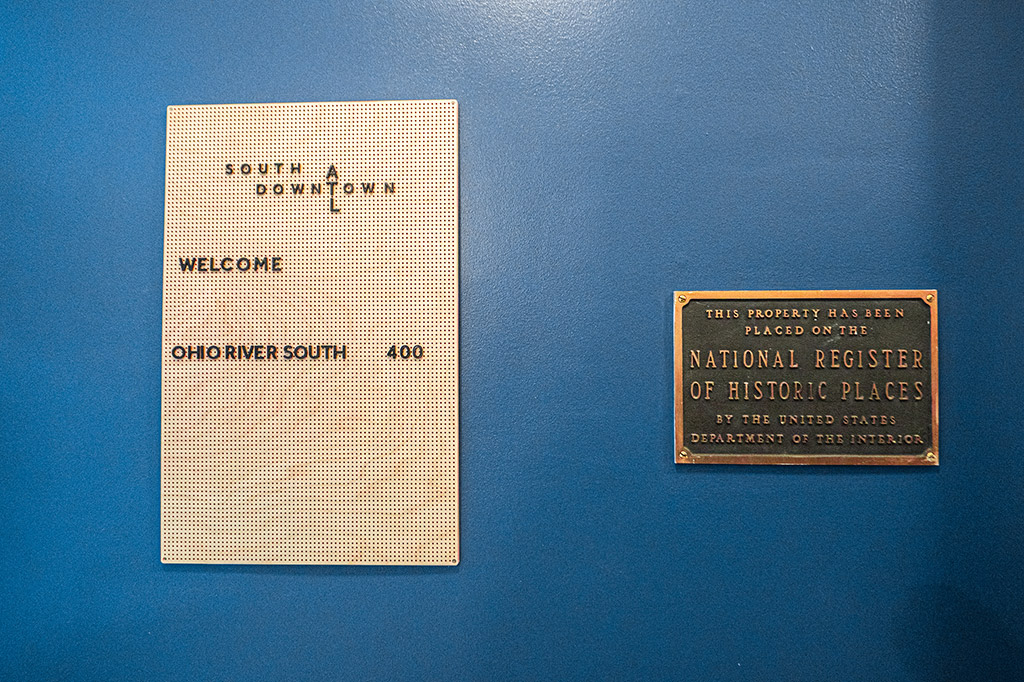 SOUTH
DOWNTOWN
ATL
WELCOME
OHIO RIVER SOUTH 400
THIS PROPERTY HAS BEEN
PLACED ON THE
NATIONAL REGISTER
OF HISTORIC PLACES
BY THE UNITED STATES
DEPARTMENT OF THE INTERIOR